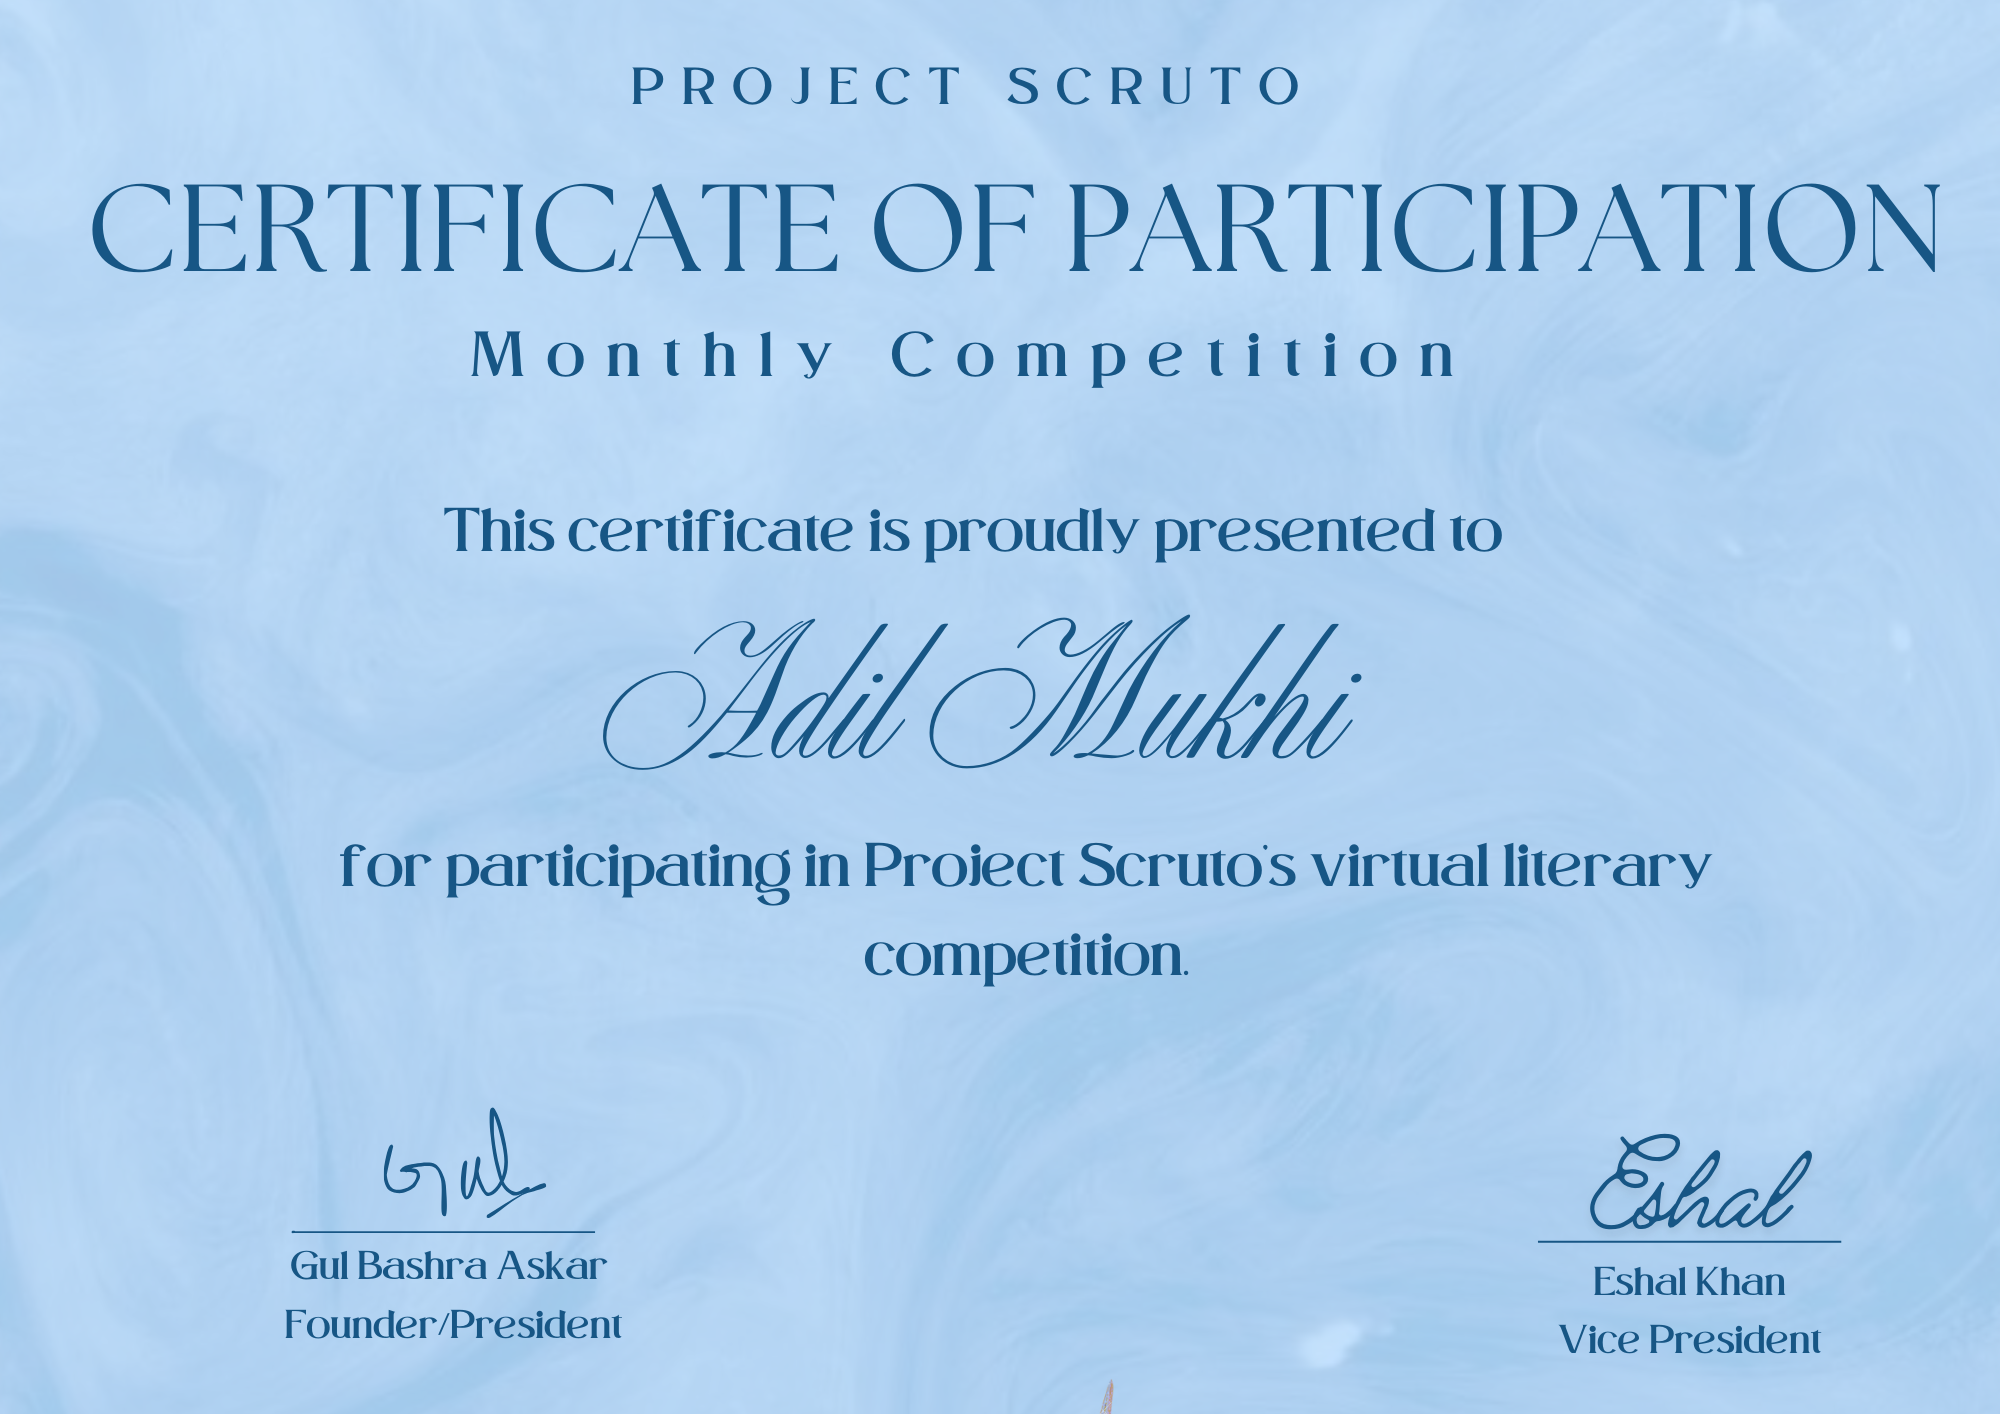 PROJECT SCRUTO
CERTIFICATE OF PARTICIPATION
Monthly Competition
This certificate is proudly presented to
Adil Mukhi
for participating in Project Scruto's virtual literary
competition.
Gul
Gul Bashra Askar
Founder/President
Eshal
Eshal Khan
Vice President